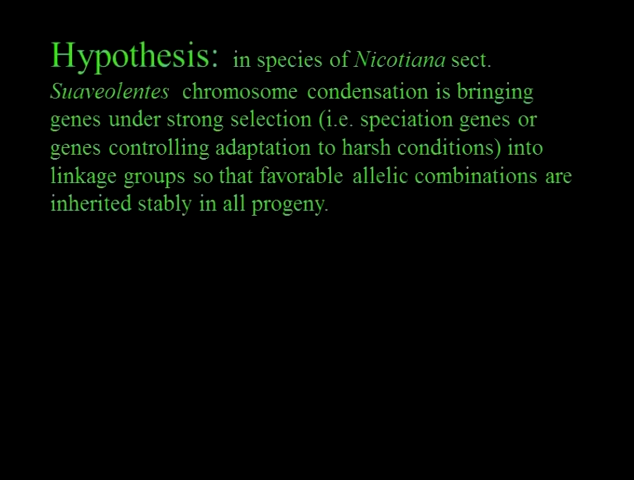 Hypothesis: in species of Nicotiana sect.
Suaveolentes chromosome condensation is bringing
genes under strong selection (i.e. speciation genes or
genes controlling adaptation to harsh conditions) into
linkage groups so that favorable allelic combinations are
inherited stably in all progeny.